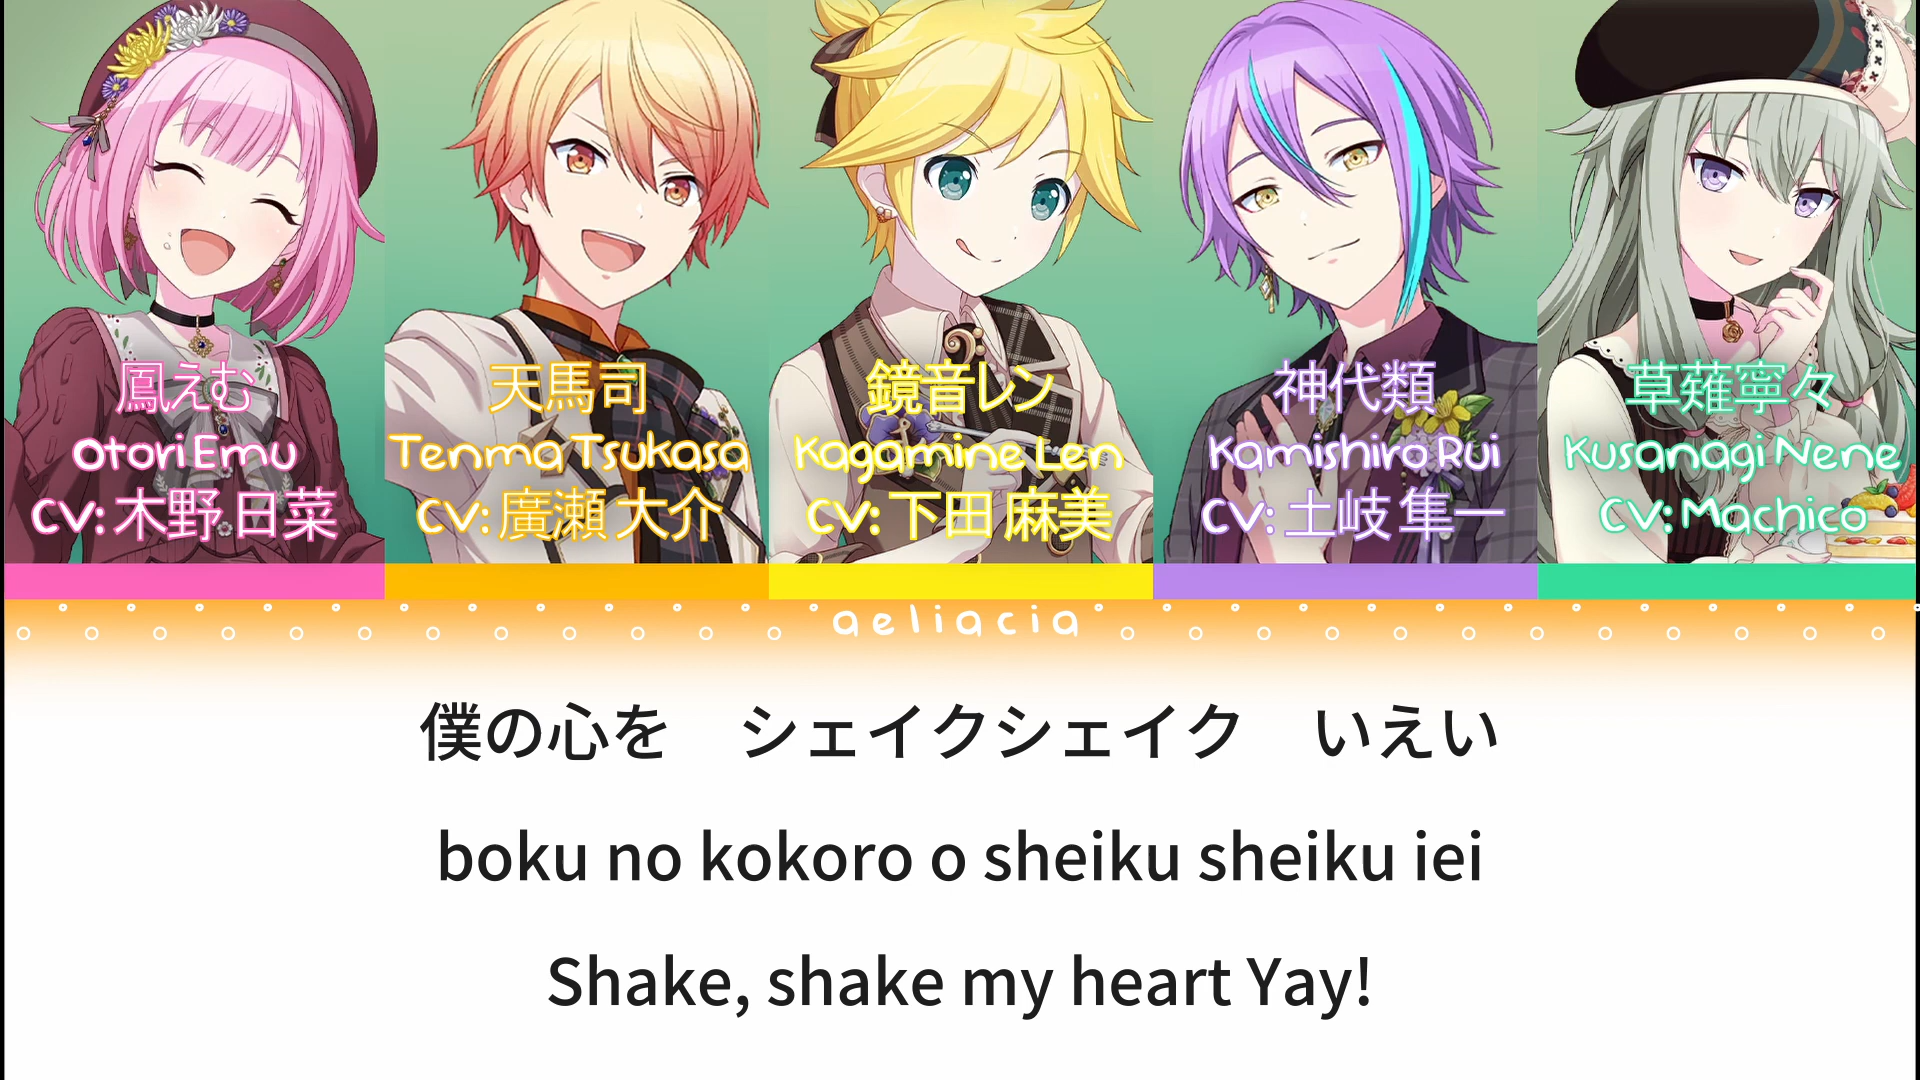 鳳えむ
Otori Emu
CV: 木野 日菜
天馬司
Tenma Tsukasa
CV: 廣瀬 大介
鏡音レン
Kagamine Len
CV: 下田 麻美
神代類
Kamishiro Rui
CV: 土岐 隼一
草薙寧々
Kusanagi Nene
CV: Machico
aeliacia
僕の心を　シェイクシェイク　いえい
boku no kokoro o sheiku sheiku iei
Shake, shake my heart Yay!